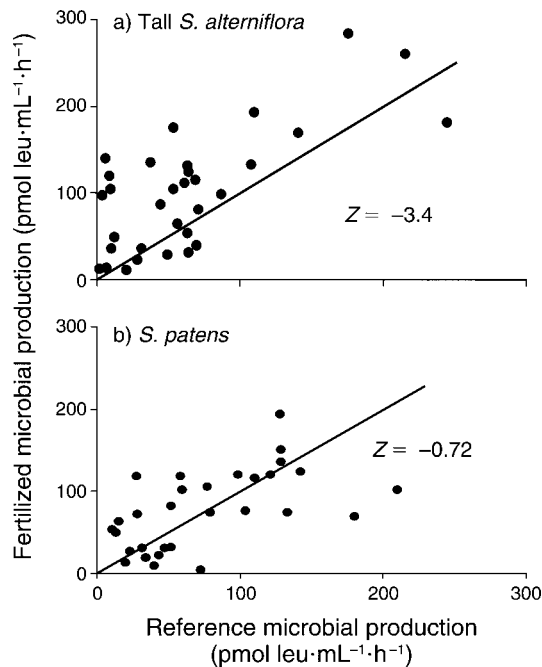 Fertilized microbial production (pmol leu·mL⁻¹·h⁻¹)
300
a) Tall S. alterniflora
200
100
Z = −3.4
0
300
b) S. patens
200
Z = −0.72
100
0
0 100 200 300
Reference microbial production
(pmol leu·mL⁻¹·h⁻¹)